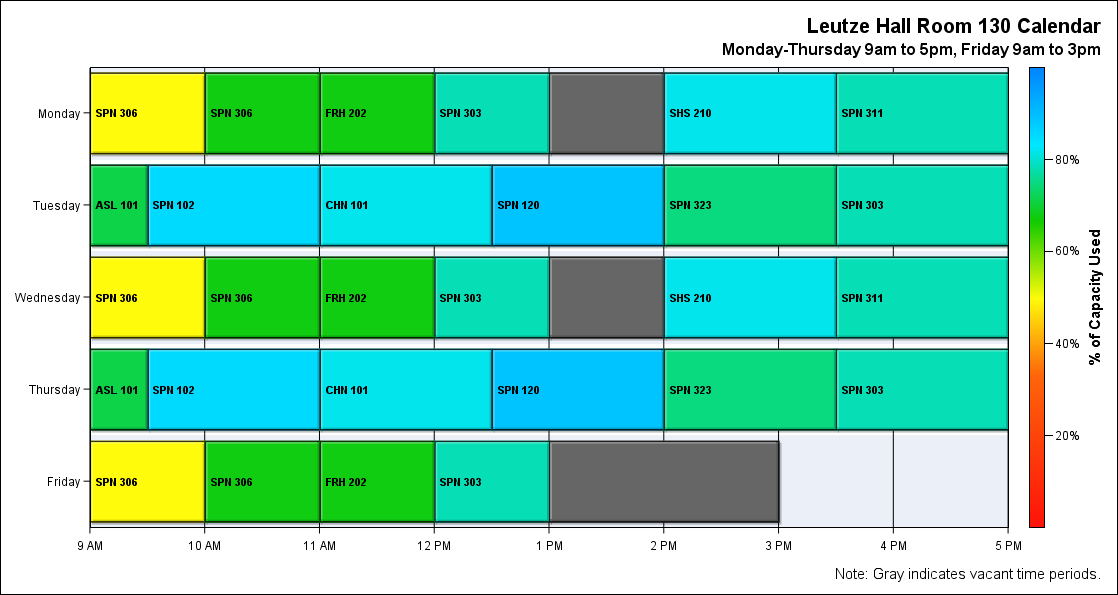 Leutze Hall Room 130 Calendar
Monday-Thursday 9am to 5pm, Friday 9am to 3pm
Monday
SPN 306
SPN 306
FRH 202
SPN 303
SHS 210
SPN 311
Tuesday
ASL 101
SPN 102
CHN 101
SPN 120
SPN 323
SPN 303
Wednesday
SPN 306
SPN 306
FRH 202
SPN 303
SHS 210
SPN 311
Thursday
ASL 101
SPN 102
CHN 101
SPN 120
SPN 323
SPN 303
Friday
SPN 306
SPN 306
FRH 202
SPN 303
9 AM
10 AM
11 AM
12 PM
1 PM
2 PM
3 PM
4 PM
5 PM
80%
60%
40%
20%
% of Capacity Used
Note: Gray indicates vacant time periods.